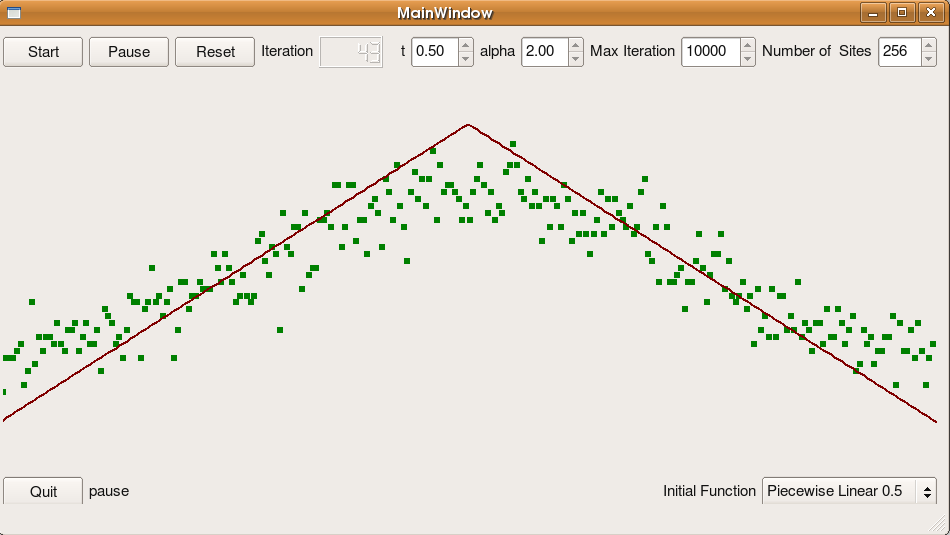 MainWindow
Start Pause Reset Iteration 43 t 0.50 alpha 2.00 Max Iteration 10000 Number of Sites 256
Quit pause Initial Function Piecewise Linear 0.5